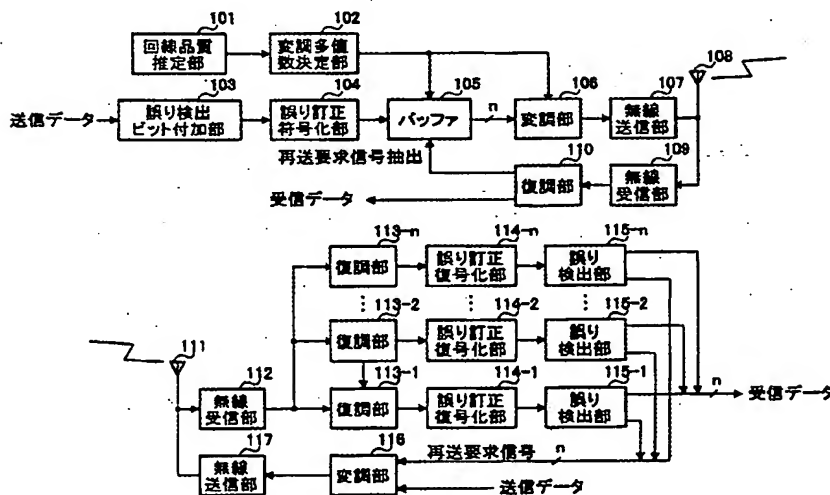 101
102
回線品質
推定部
変調多値
数決定部
108
103
104
105
106
107
送信データ
誤り検出
ビット付加部
誤り訂正
符号化部
バッファ
n
変調部
無線
送信部
再送要求信号抽出
110
109
復調部
無線
受信部
受信データ
113-n
114-n
115-n
復調部
誤り訂正
復号化部
誤り
検出部
113-2
114-2
115-2
復調部
誤り訂正
復号化部
誤り
検出部
111
112
113-1
114-1
115-1
無線
受信部
復調部
誤り訂正
復号化部
誤り
検出部
n
受信データ
117
116
再送要求信号
n
無線
送信部
変調部
送信データ